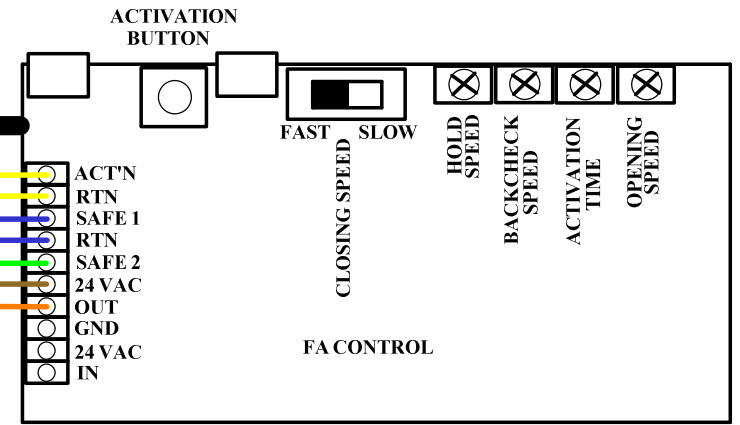 ACTIVATION
BUTTON
FAST
SLOW
CLOSING SPEED
HOLD
SPEED
BACKCHECK
SPEED
ACTIVATION
TIME
OPENING
SPEED
ACT'N
RTN
SAFE 1
RTN
SAFE 2
24 VAC
OUT
GND
24 VAC
IN
FA CONTROL